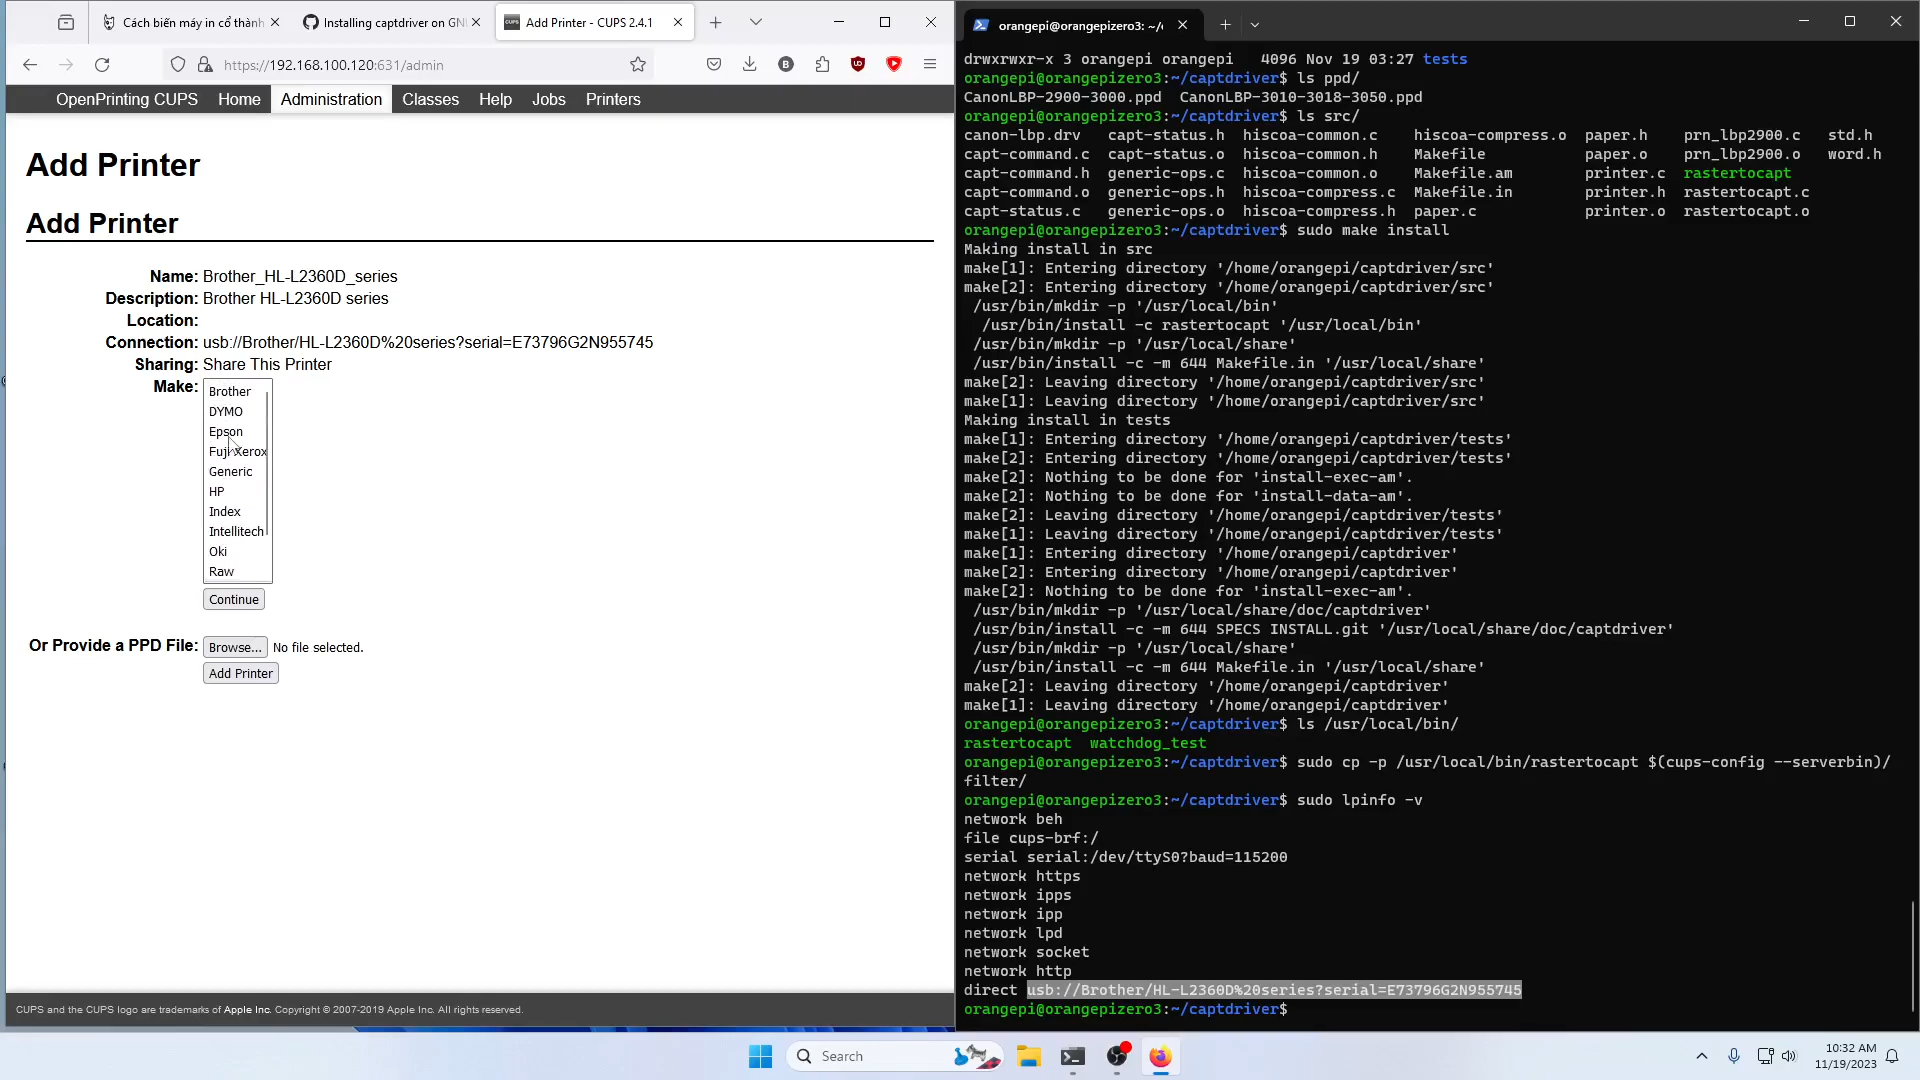 Cách biến máy in cổ thành
Installing captdriver on GN
CUPS
Add Printer - CUPS 2.4.1
https://192.168.100.120:631/admin
OpenPrinting CUPS Home Administration Classes Help Jobs Printers
Add Printer
Add Printer
Name: Brother_HL-L2360D_series
Description: Brother HL-L2360D series
Location:
Connection: usb://Brother/HL-L2360D%20series?serial=E73796G2N955745
Sharing: Share This Printer
Make:
Brother
DYMO
Epson
Fuji Xerox
Generic
HP
Index
Intellitech
Oki
Raw
Continue
Or Provide a PPD File: Browse... No file selected.
Add Printer
CUPS and the CUPS logo are trademarks of Apple Inc. Copyright © 2007-2019 Apple Inc. All rights reserved.
orangepi@orangepizero3: ~/
drwxrwxr-x 3 orangepi orangepi   4096 Nov 19 03:27 tests
orangepi@orangepizero3:~/captdriver$ ls ppd/
CanonLBP-2900-3000.ppd  CanonLBP-3010-3018-3050.ppd
orangepi@orangepizero3:~/captdriver$ ls src/
canon-lbp.drv   capt-status.h  hiscoa-common.c    hiscoa-compress.o  paper.h    prn_lbp2900.c  std.h
capt-command.c  capt-status.o  hiscoa-common.h    Makefile           paper.o    prn_lbp2900.o  word.h
capt-command.h  generic-ops.c  hiscoa-common.o    Makefile.am        printer.c  rastertocapt
capt-command.o  generic-ops.h  hiscoa-compress.c  Makefile.in        printer.h  rastertocapt.c
capt-status.c   generic-ops.o  hiscoa-compress.h  paper.c            printer.o  rastertocapt.o
orangepi@orangepizero3:~/captdriver$ sudo make install
Making install in src
make[1]: Entering directory '/home/orangepi/captdriver/src'
make[2]: Entering directory '/home/orangepi/captdriver/src'
 /usr/bin/mkdir -p '/usr/local/bin'
  /usr/bin/install -c rastertocapt '/usr/local/bin'
 /usr/bin/mkdir -p '/usr/local/share'
 /usr/bin/install -c -m 644 Makefile.in '/usr/local/share'
make[2]: Leaving directory '/home/orangepi/captdriver/src'
make[1]: Leaving directory '/home/orangepi/captdriver/src'
Making install in tests
make[1]: Entering directory '/home/orangepi/captdriver/tests'
make[2]: Entering directory '/home/orangepi/captdriver/tests'
make[2]: Nothing to be done for 'install-exec-am'.
make[2]: Nothing to be done for 'install-data-am'.
make[2]: Leaving directory '/home/orangepi/captdriver/tests'
make[1]: Leaving directory '/home/orangepi/captdriver/tests'
make[1]: Entering directory '/home/orangepi/captdriver'
make[2]: Entering directory '/home/orangepi/captdriver'
make[2]: Nothing to be done for 'install-exec-am'.
 /usr/bin/mkdir -p '/usr/local/share/doc/captdriver'
 /usr/bin/install -c -m 644 SPECS INSTALL.git '/usr/local/share/doc/captdriver'
 /usr/bin/mkdir -p '/usr/local/share'
 /usr/bin/install -c -m 644 Makefile.in '/usr/local/share'
make[2]: Leaving directory '/home/orangepi/captdriver'
make[1]: Leaving directory '/home/orangepi/captdriver'
orangepi@orangepizero3:~/captdriver$ ls /usr/local/bin/
rastertocapt  watchdog_test
orangepi@orangepizero3:~/captdriver$ sudo cp -p /usr/local/bin/rastertocapt $(cups-config --serverbin)/
filter/
orangepi@orangepizero3:~/captdriver$ sudo lpinfo -v
network beh
file cups-brf:/
serial serial:/dev/ttyS0?baud=115200
network https
network ipps
network ipp
network lpd
network socket
network http
direct usb://Brother/HL-L2360D%20series?serial=E73796G2N955745
orangepi@orangepizero3:~/captdriver$
Search
10:32 AM
11/19/2023